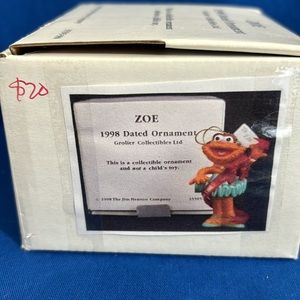 $20
ZOE
1998 Dated Ornament
Grolier Collectibles Ltd
This is a collectible ornament
and not a child's toy.
© 1998 The Jim Henson Company